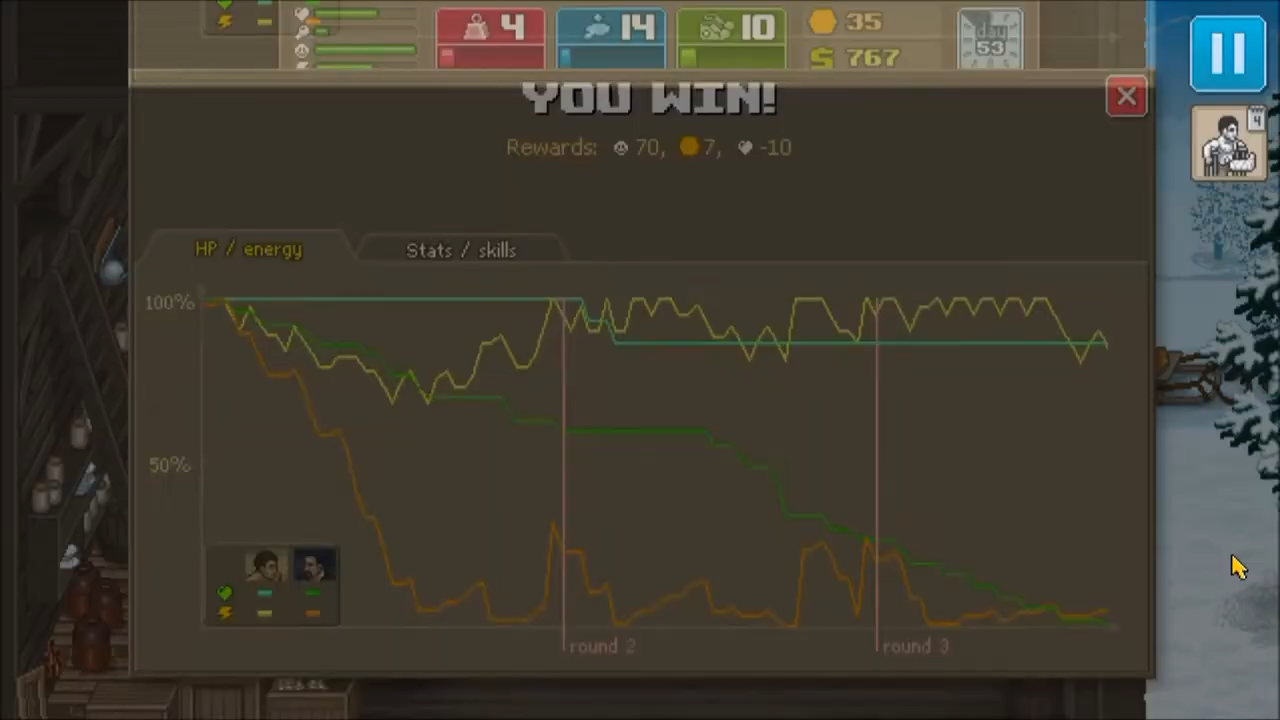 4 14 10 35
767
day
53
4
YOU WIN!
Rewards: 70, 7, -10
HP / energy Stats / skills
100%
50%
round 2 round 3